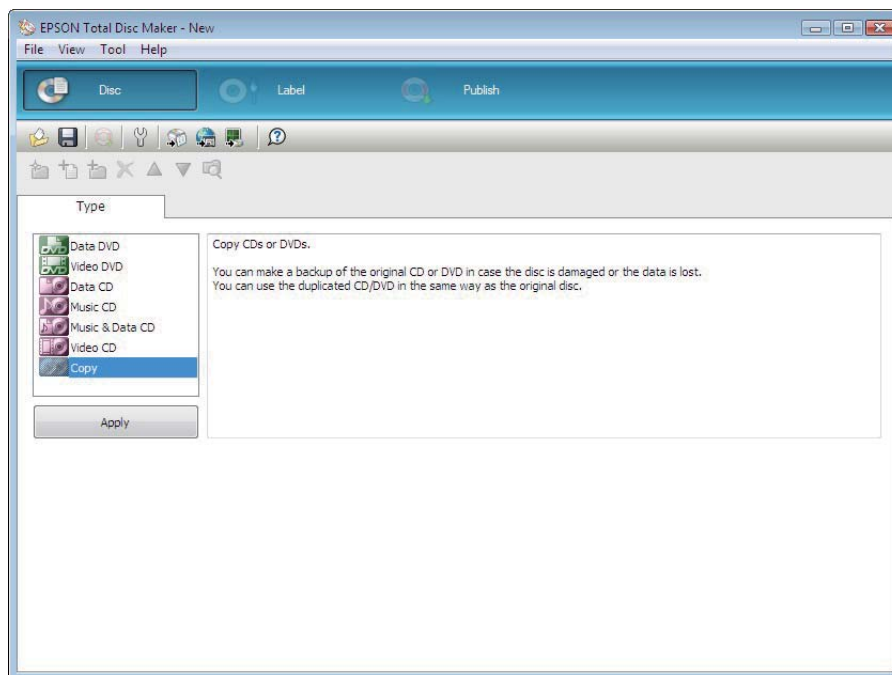 EPSON Total Disc Maker - New
File View Tool Help
Disc Label Publish
Type
DVD Data DVD
DVD Video DVD
Data CD
Music CD
Music & Data CD
Video CD
Copy
Apply
Copy CDs or DVDs.
You can make a backup of the original CD or DVD in case the disc is damaged or the data is lost.
You can use the duplicated CD/DVD in the same way as the original disc.